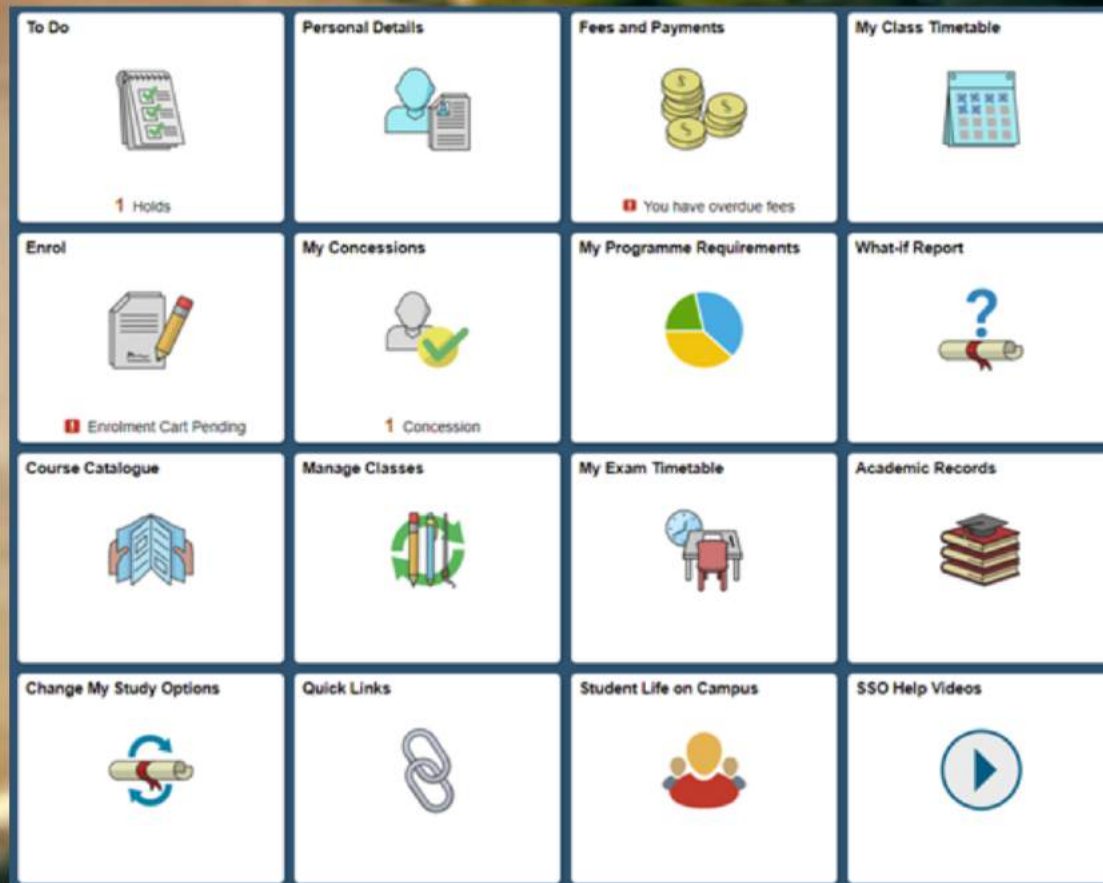 To Do
Personal Details
Fees and Payments
My Class Timetable
1 Holds
You have overdue fees
Enrol
My Concessions
My Programme Requirements
What-if Report
Enrolment Cart Pending
1 Concession
Course Catalogue
Manage Classes
My Exam Timetable
Academic Records
Change My Study Options
Quick Links
Student Life on Campus
SSO Help Videos